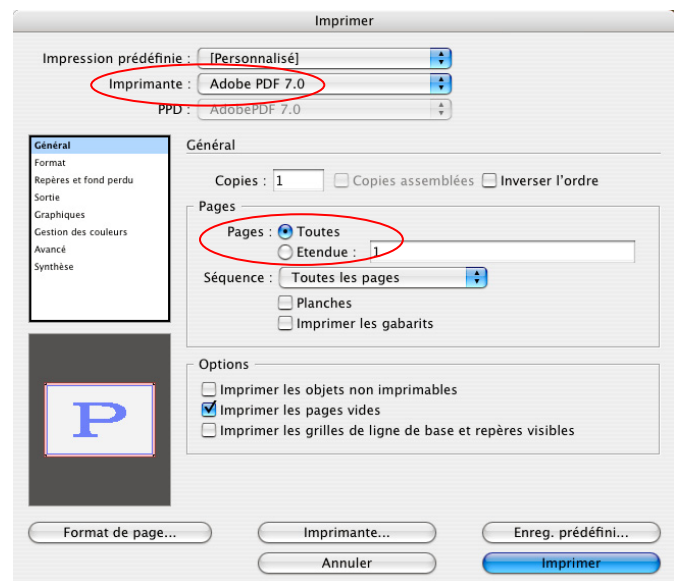 Imprimer
Impression prédéfinie : [Personnalisé]
Imprimante : Adobe PDF 7.0
PPD : AdobePDF 7.0
Général
Format
Repères et fond perdu
Sortie
Graphiques
Gestion des couleurs
Avancé
Synthèse
Général
Copies : 1 Copies assemblées Inverser l'ordre
Pages
Pages : Toutes
Etendue : 1
Séquence : Toutes les pages
Planches
Imprimer les gabarits
Options
Imprimer les objets non imprimables
Imprimer les pages vides
Imprimer les grilles de ligne de base et repères visibles
P
Format de page... Imprimante... Enreg. prédéfini...
Annuler Imprimer